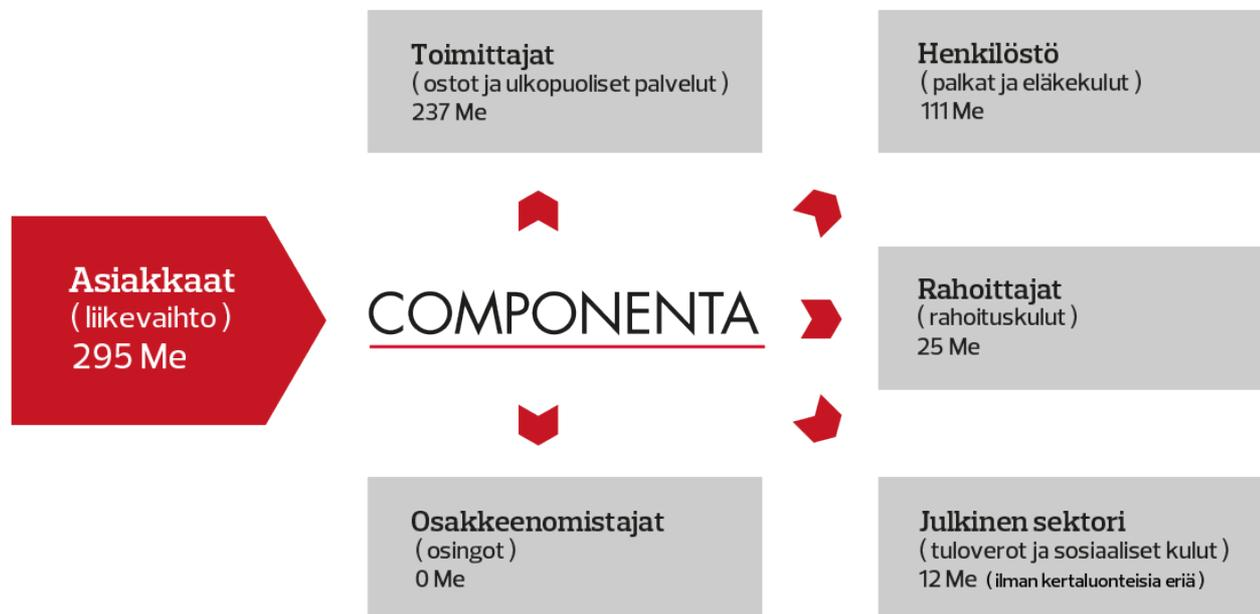 Toimittajat
( ostot ja ulkopuoliset palvelut )
237 Me
Henkilöstö
( palkat ja eläkekulut )
111 Me
Asiakkaat
( liikevaihto )
295 Me
COMPONENTA
Rahoittajat
( rahoituskulut )
25 Me
Osakkeenomistajat
( osingot )
0 Me
Julkinen sektori
( tuloverot ja sosiaaliset kulut )
12 Me ( ilman kertaluonteisia eriä )